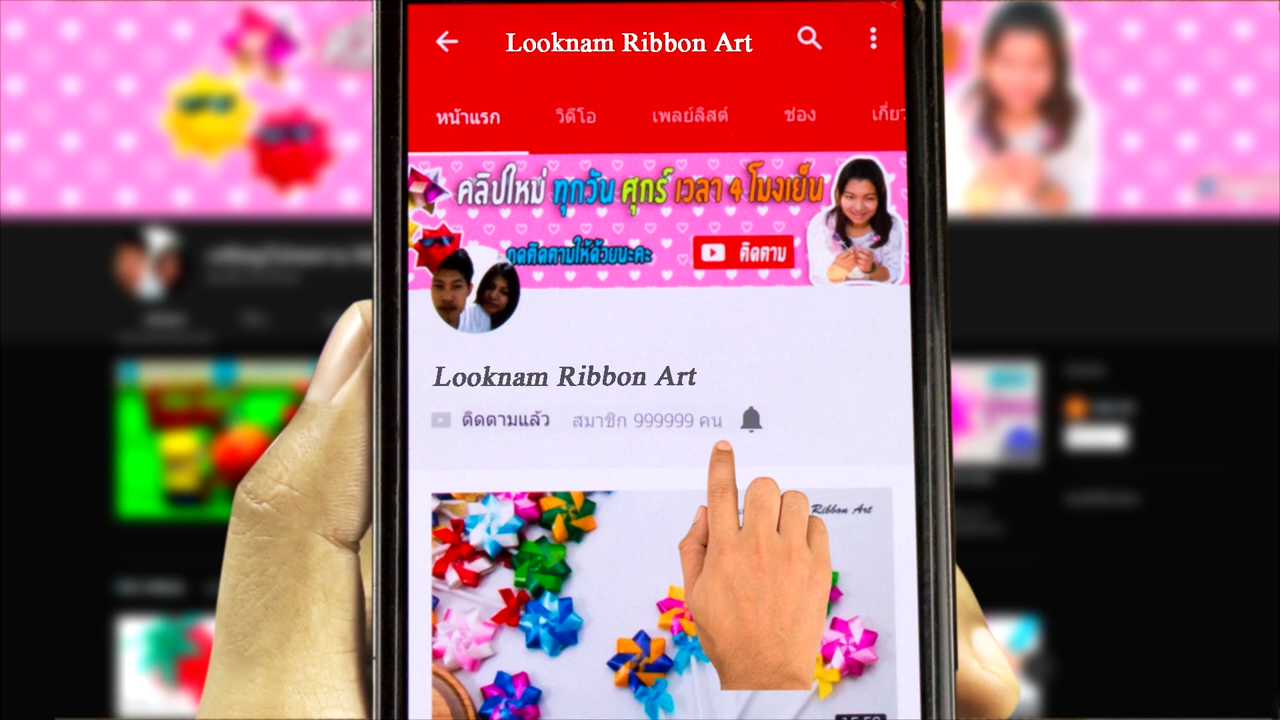 Looknam Ribbon Art
หน้าแรก วิดีโอ เพลย์ลิสต์ ช่อง เกี่ยว
คลิปใหม่ ทุกวัน ศุกร์ เวลา 4 โมงเย็น
กดติดตามให้ด้วยนะคะ
ติดตาม
Looknam Ribbon Art
ติดตามแล้ว สมาชิก 999999 คน
Ribbon Art